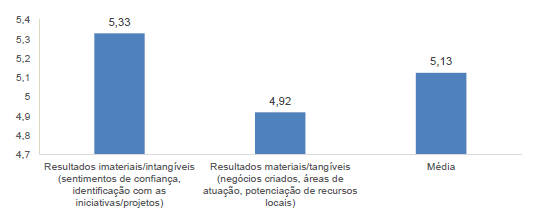 5,4
5,3
5,2
5,1
5
4,9
4,8
4,7
5,33
4,92
5,13
Resultados imateriais/intangíveis
(sentimentos de confiança,
identificação com as
iniciativas/projetos)
Resultados materiais/tangíveis
(negócios criados, áreas de
atuação, potenciação de recursos
locais)
Média